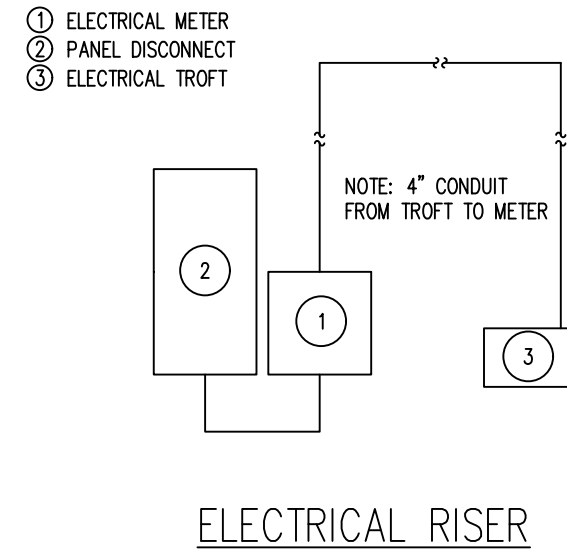 1 ELECTRICAL METER
2 PANEL DISCONNECT
3 ELECTRICAL TROFT
NOTE: 4" CONDUIT
FROM TROFT TO METER
2
1
3
ELECTRICAL RISER